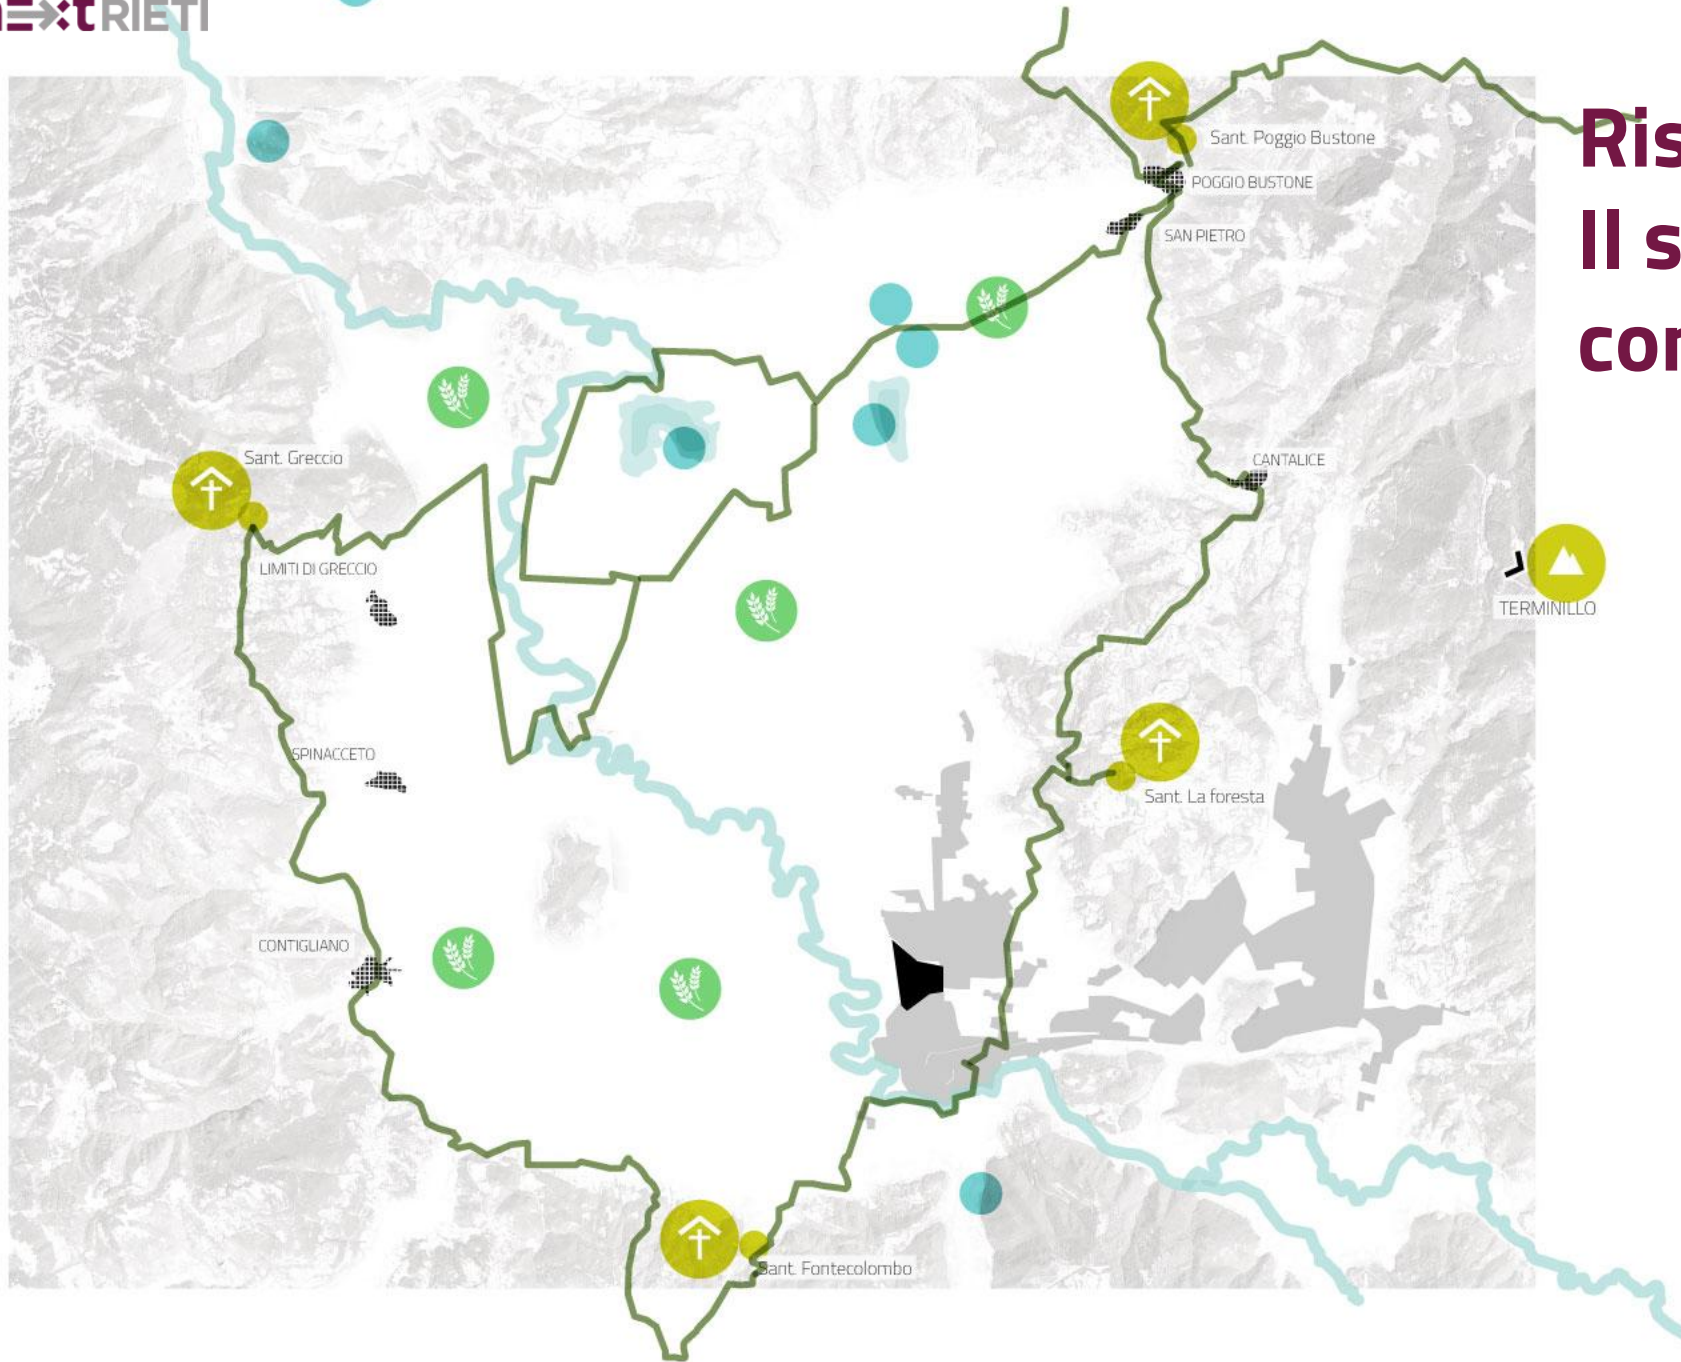 nextRIETI
Ris
Il s
con
Sant. Poggio Bustone
POGGIO BUSTONE
SAN PIETRO
Sant. Greccio
CANTALICE
LIMITI DI GRECCIO
TERMINILLO
SPINACCETO
Sant. La foresta
CONTIGLIANO
Sant. Fontecolombo